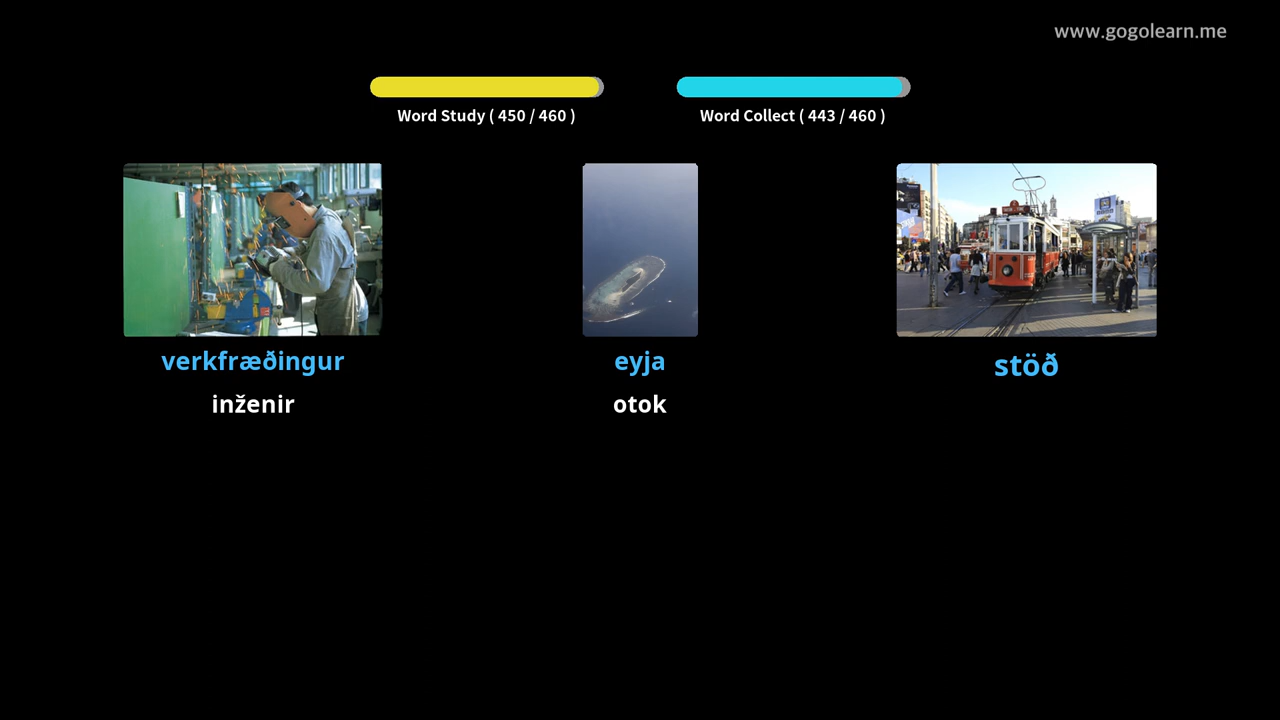 www.gogolearn.me
Word Study ( 450 / 460 )
Word Collect ( 443 / 460 )
verkfræðingur
eyja
stöð
inženir
otok